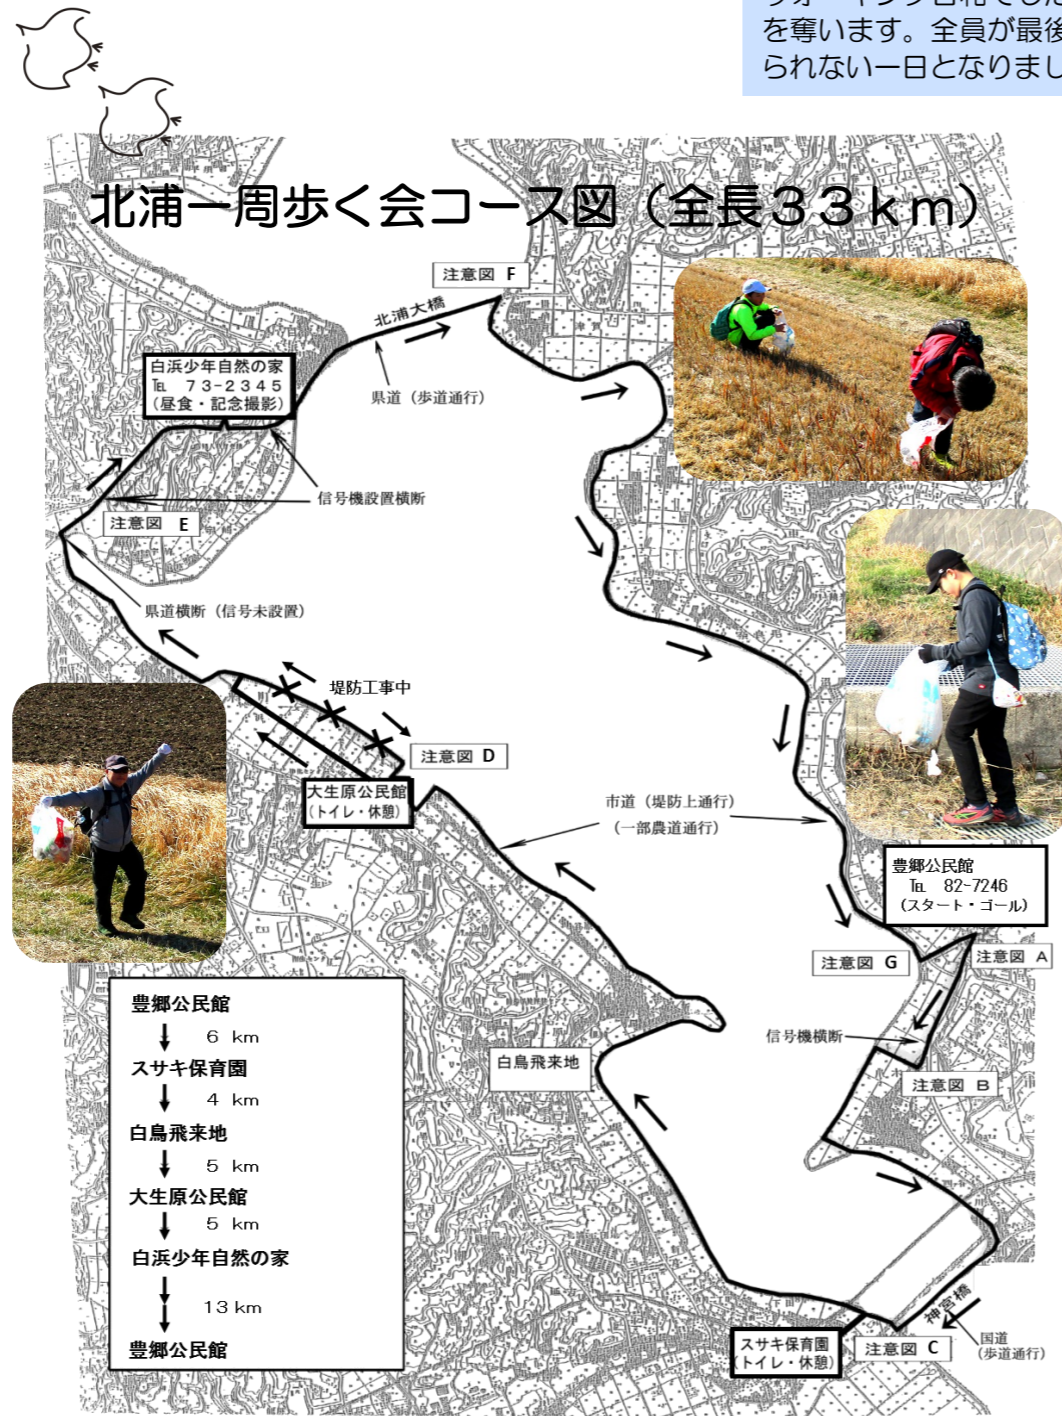 ウォーキング日和でした
を奪います。全員が最後
られない一日となりまし
北浦一周歩く会コース図（全長３３ｋｍ）
注意図 F
北浦大橋
白浜少年自然の家
℡ 73-2345
(昼食・記念撮影)
県道（歩道通行）
信号機設置横断
注意図 E
県道横断（信号未設置）
堤防工事中
注意図 D
大生原公民館
(トイレ・休憩)
市道（堤防上通行）
(一部農道通行)
豊郷公民館
℡ 82-7246
(スタート・ゴール)
注意図 G
注意図 A
信号機横断
注意図 B
白鳥飛来地
豊郷公民館
6 km
スサキ保育園
4 km
白鳥飛来地
5 km
大生原公民館
5 km
白浜少年自然の家
13 km
豊郷公民館
神宮橋
国道
(歩道通行)
スサキ保育園
(トイレ・休憩)
注意図 C